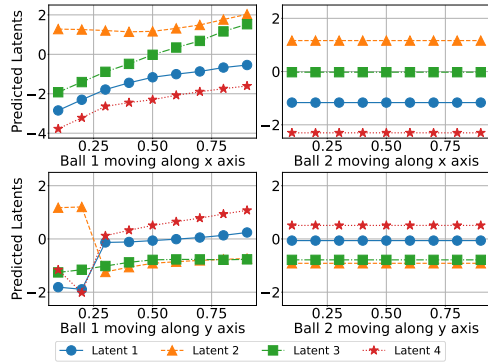 Predicted Latents
2
0
−2
−4
0.25 0.50 0.75
Ball 1 moving along x axis
2
0
−2
0.25 0.50 0.75
Ball 2 moving along x axis
Predicted Latents
2
0
−2
0.25 0.50 0.75
Ball 1 moving along y axis
2
0
−2
0.25 0.50 0.75
Ball 2 moving along y axis
Latent 1 Latent 2 Latent 3 Latent 4